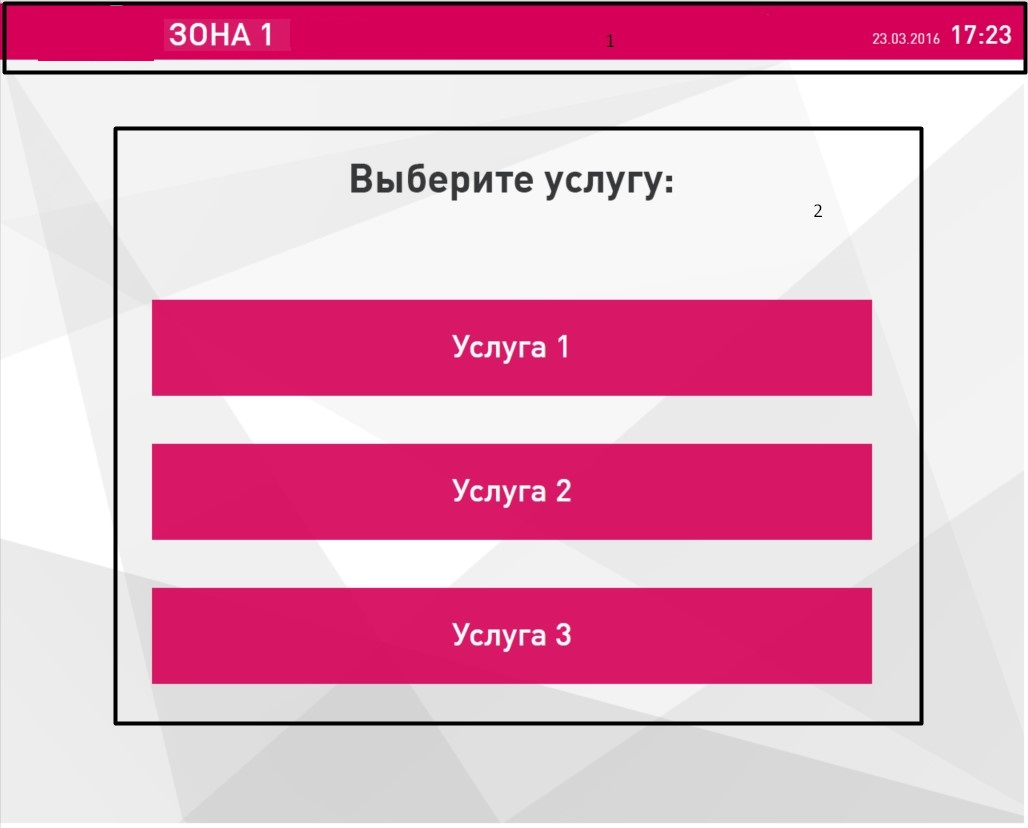 ЗОНА 1
1
23.03.2016 17:23
Выберите услугу:
2
Услуга 1
Услуга 2
Услуга 3